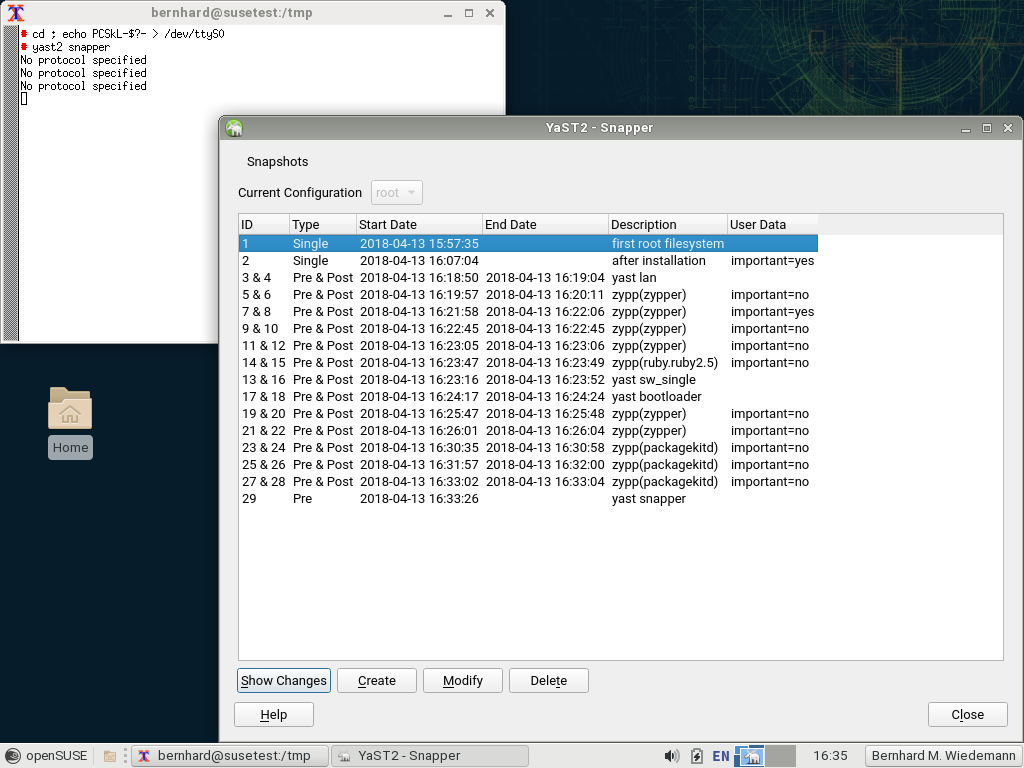 bernhard@susetest:/tmp
# cd ; echo PCSkL-$?- > /dev/ttyS0
# yast2 snapper
No protocol specified
No protocol specified
No protocol specified
YaST2 - Snapper
Snapshots
Current Configuration root
ID Type Start Date End Date Description User Data
1 Single 2018-04-13 15:57:35 first root filesystem
2 Single 2018-04-13 16:07:04 after installation important=yes
3 & 4 Pre & Post 2018-04-13 16:18:50 2018-04-13 16:19:04 yast lan
5 & 6 Pre & Post 2018-04-13 16:19:57 2018-04-13 16:20:11 zypp(zypper) important=no
7 & 8 Pre & Post 2018-04-13 16:21:58 2018-04-13 16:22:06 zypp(zypper) important=yes
9 & 10 Pre & Post 2018-04-13 16:22:45 2018-04-13 16:22:45 zypp(zypper) important=no
11 & 12 Pre & Post 2018-04-13 16:23:05 2018-04-13 16:23:06 zypp(zypper) important=no
14 & 15 Pre & Post 2018-04-13 16:23:47 2018-04-13 16:23:49 zypp(ruby.ruby2.5) important=no
13 & 16 Pre & Post 2018-04-13 16:23:16 2018-04-13 16:23:52 yast sw_single
17 & 18 Pre & Post 2018-04-13 16:24:17 2018-04-13 16:24:24 yast bootloader
19 & 20 Pre & Post 2018-04-13 16:25:47 2018-04-13 16:25:48 zypp(zypper) important=no
21 & 22 Pre & Post 2018-04-13 16:26:01 2018-04-13 16:26:04 zypp(zypper) important=no
23 & 24 Pre & Post 2018-04-13 16:30:35 2018-04-13 16:30:58 zypp(packagekitd) important=no
25 & 26 Pre & Post 2018-04-13 16:31:57 2018-04-13 16:32:00 zypp(packagekitd) important=no
27 & 28 Pre & Post 2018-04-13 16:33:02 2018-04-13 16:33:04 zypp(packagekitd) important=no
29 Pre 2018-04-13 16:33:26 yast snapper
Home
Show Changes Create Modify Delete
Help Close
openSUSE bernhard@susetest:/tmp YaST2 - Snapper EN 16:35 Bernhard M. Wiedemann